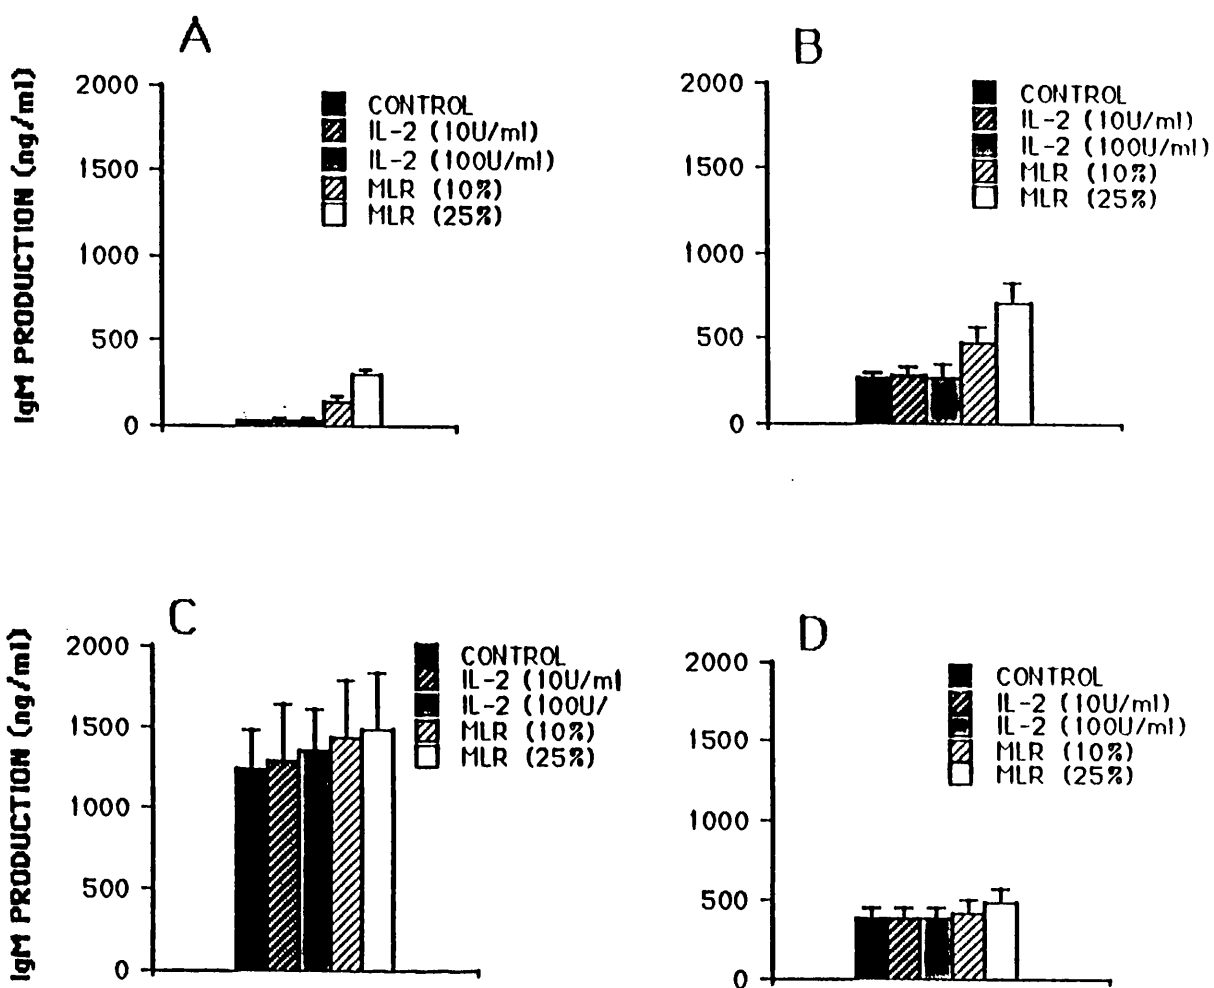 A
IgM PRODUCTION (ng/ml)
2000
1500
1000
500
0
CONTROL
IL-2 (10U/ml)
IL-2 (100U/ml)
MLR (10%)
MLR (25%)
B
2000
1500
1000
500
0
CONTROL
IL-2 (10U/ml)
IL-2 (100U/ml)
MLR (10%)
MLR (25%)
C
IgM PRODUCTION (ng/ml)
2000
1500
1000
500
0
CONTROL
IL-2 (10U/ml
IL-2 (100U/
MLR (10%)
MLR (25%)
D
2000
1500
1000
500
0
CONTROL
IL-2 (10U/ml)
IL-2 (100U/ml)
MLR (10%)
MLR (25%)